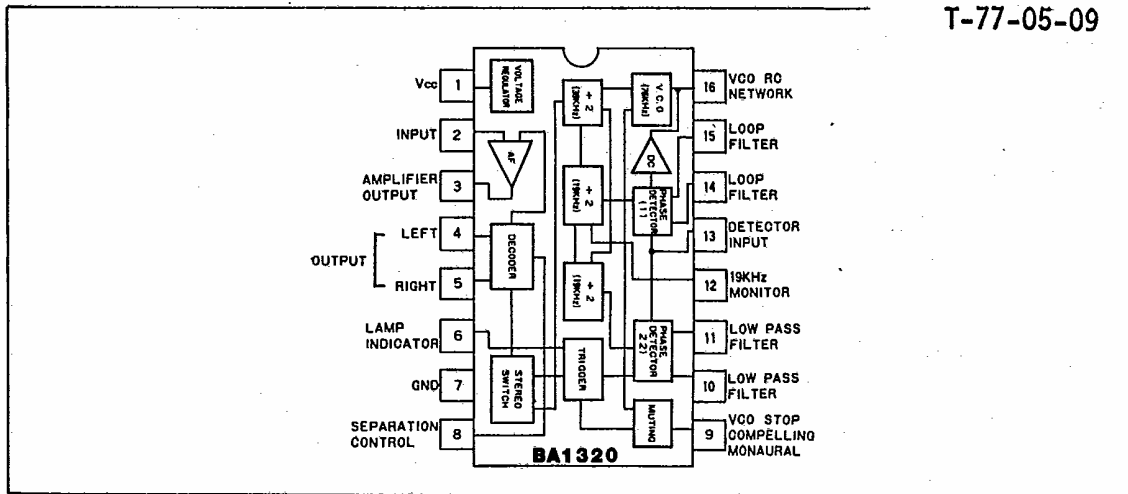 T-77-05-09
Vcc 1
INPUT 2
AMPLIFIER
OUTPUT 3
LEFT 4
OUTPUT
RIGHT 5
LAMP
INDICATOR 6
GND 7
SEPARATION
CONTROL 8
VOLTAGE
REGULATOR
AF
DECODER
STEREO
SWITCH
÷ 2
(38KHz)
÷ 2
(19KHz)
÷ 2
(19KHz)
TRIGDER
V.C.O
(76KHz)
DC
PHASE
DETECTOR
(1)
PHASE
DETECTOR
22)
MUTING
16 VCO RC
NETWORK
15 LOOP
FILTER
14 LOOP
FILTER
13 DETECTOR
INPUT
12 19KHz
MONITOR
11 LOW PASS
FILTER
10 LOW PASS
FILTER
9 VCO STOP
COMPELLING
MONAURAL
BA1320